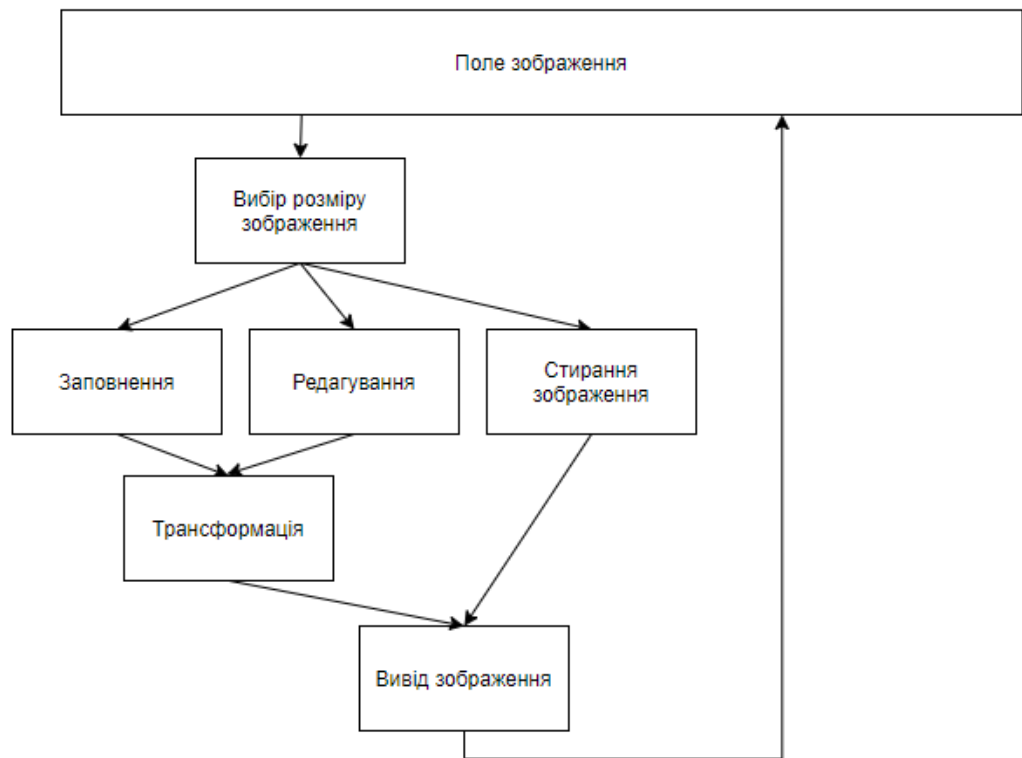 Поле зображення
Вибір розміру
зображення
Заповнення
Редагування
Стирання
зображення
Трансформація
Вивід зображення